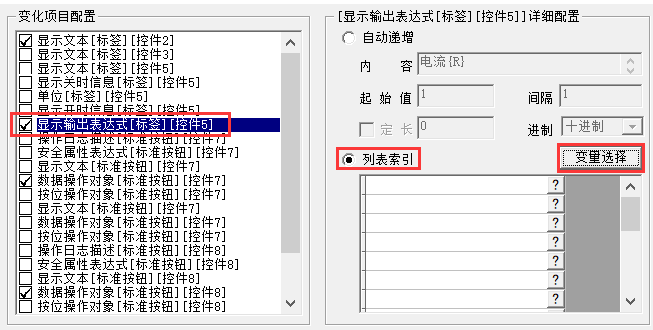 变化项目配置
显示文本[标签][控件2]
显示文本[标签][控件3]
显示文本[标签][控件5]
显示关时信息[标签][控件5]
单位[标签][控件5]
显示开时信息[标签][控件5]
显示输出表达式[标签][控件5]
操作日志描述[标准按钮][控件7]
安全属性表达式[标准按钮][控件7]
显示文本[标准按钮][控件7]
数据操作对象[标准按钮][控件7]
按位操作对象[标准按钮][控件7]
显示文本[标准按钮][控件7]
数据操作对象[标准按钮][控件7]
按位操作对象[标准按钮][控件7]
操作日志描述[标准按钮][控件8]
安全属性表达式[标准按钮][控件8]
显示文本[标准按钮][控件8]
数据操作对象[标准按钮][控件8]
按位操作对象[标准按钮][控件8]
[显示输出表达式[标签][控件5]]详细配置
自动递增
内 容 电流{R}
起 始 值 1 间隔 1
定 长 0 进制 十进制
列表索引 变量选择
?
?
?
?
?
?
?